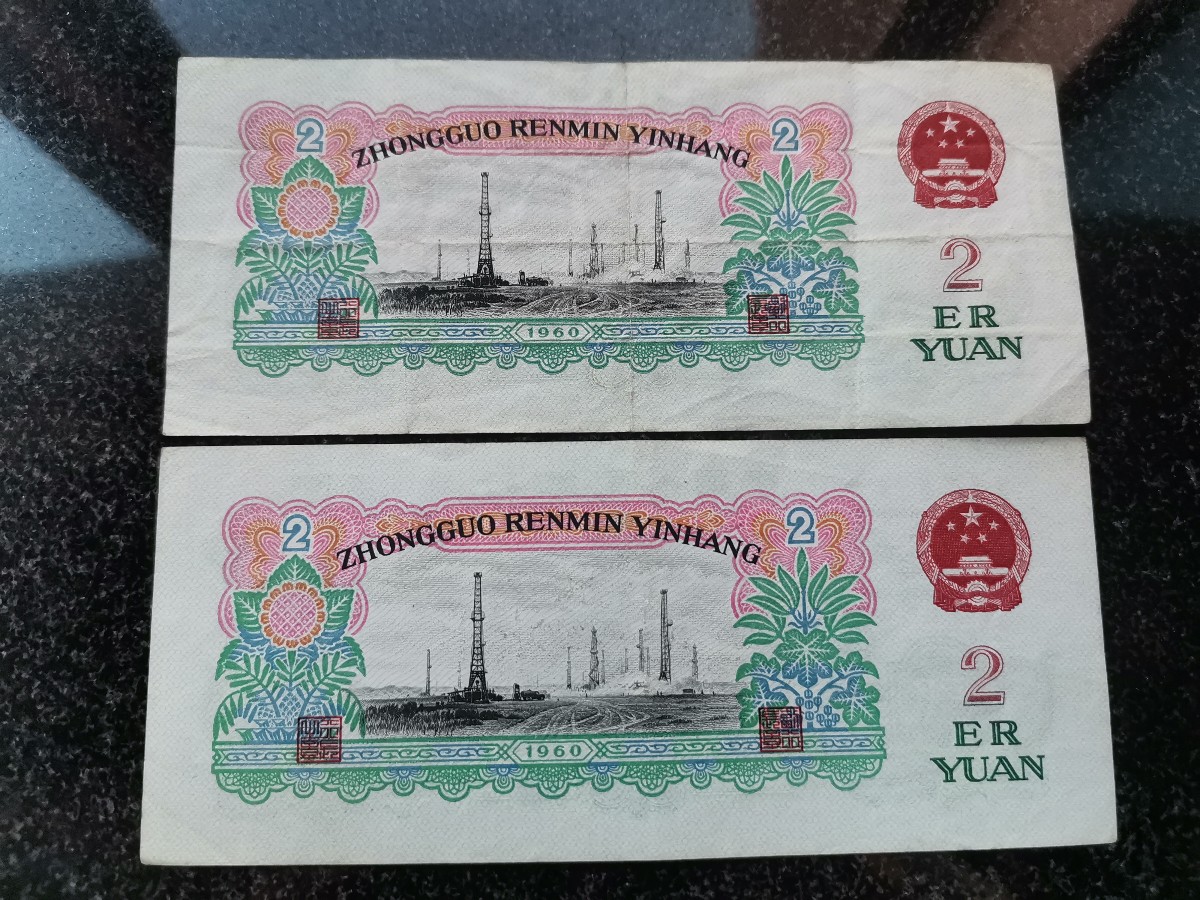 2 ZHONGGUO RENMIN YINHANG 2
2
ER
YUAN
1960
2 ZHONGGUO RENMIN YINHANG 2
2
ER
YUAN
1960